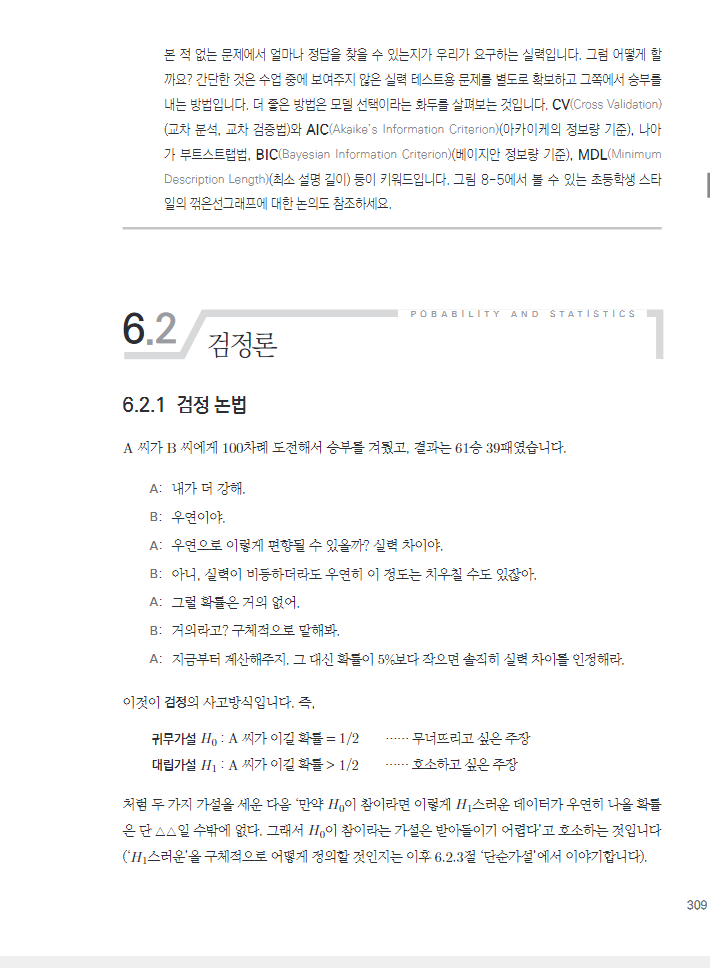 본 적 없는 문제에서 얼마나 정답을 찾을 수 있는지가 우리가 요구하는 실력입니다. 그럼 어떻게 할
까요? 간단한 것은 수업 중에 보여주지 않은 실력 테스트용 문제를 별도로 확보하고 그쪽에서 승부를
내는 방법입니다. 더 좋은 방법은 모델 선택이라는 화두를 살펴보는 것입니다. CV(Cross Validation)
(교차 분석, 교차 검증법)와 AIC(Akaike's Information Criterion)(아카이케의 정보량 기준), 나아
가 부트스트랩법, BIC(Bayesian Information Criterion)(베이지안 정보량 기준), MDL(Minimum
Description Length)(최소 설명 길이) 등이 키워드입니다. 그림 8-5에서 볼 수 있는 초등학생 스타
일의 꺾은선그래프에 대한 논의도 참조하세요.
POBABILITY AND STATISTICS
6.2 검정론
6.2.1 검정 논법
A 씨가 B 씨에게 100차례 도전해서 승부를 겨뤘고, 결과는 61승 39패였습니다.
A: 내가 더 강해.
B: 우연이야.
A: 우연으로 이렇게 편향될 수 있을까? 실력 차이야.
B: 아니, 실력이 비등하더라도 우연히 이 정도는 치우칠 수도 있잖아.
A: 그럴 확률은 거의 없어.
B: 거의라고? 구체적으로 말해봐.
A: 지금부터 계산해주지. 그 대신 확률이 5%보다 작으면 솔직히 실력 차이를 인정해라.
이것이 검정의 사고방식입니다. 즉,
귀무가설 H₀ : A 씨가 이길 확률 = 1/2 ⋯⋯ 무너뜨리고 싶은 주장
대립가설 H₁ : A 씨가 이길 확률 > 1/2 ⋯⋯ 호소하고 싶은 주장
처럼 두 가지 가설을 세운 다음 '만약 H₀이 참이라면 이렇게 H₁스러운 데이터가 우연히 나올 확률
은 단 △△일 수밖에 없다. 그래서 H₀이 참이라는 가설은 받아들이기 어렵다'고 호소하는 것입니다
('H₁스러운'을 구체적으로 어떻게 정의할 것인지는 이후 6.2.3절 '단순가설'에서 이야기합니다).
309